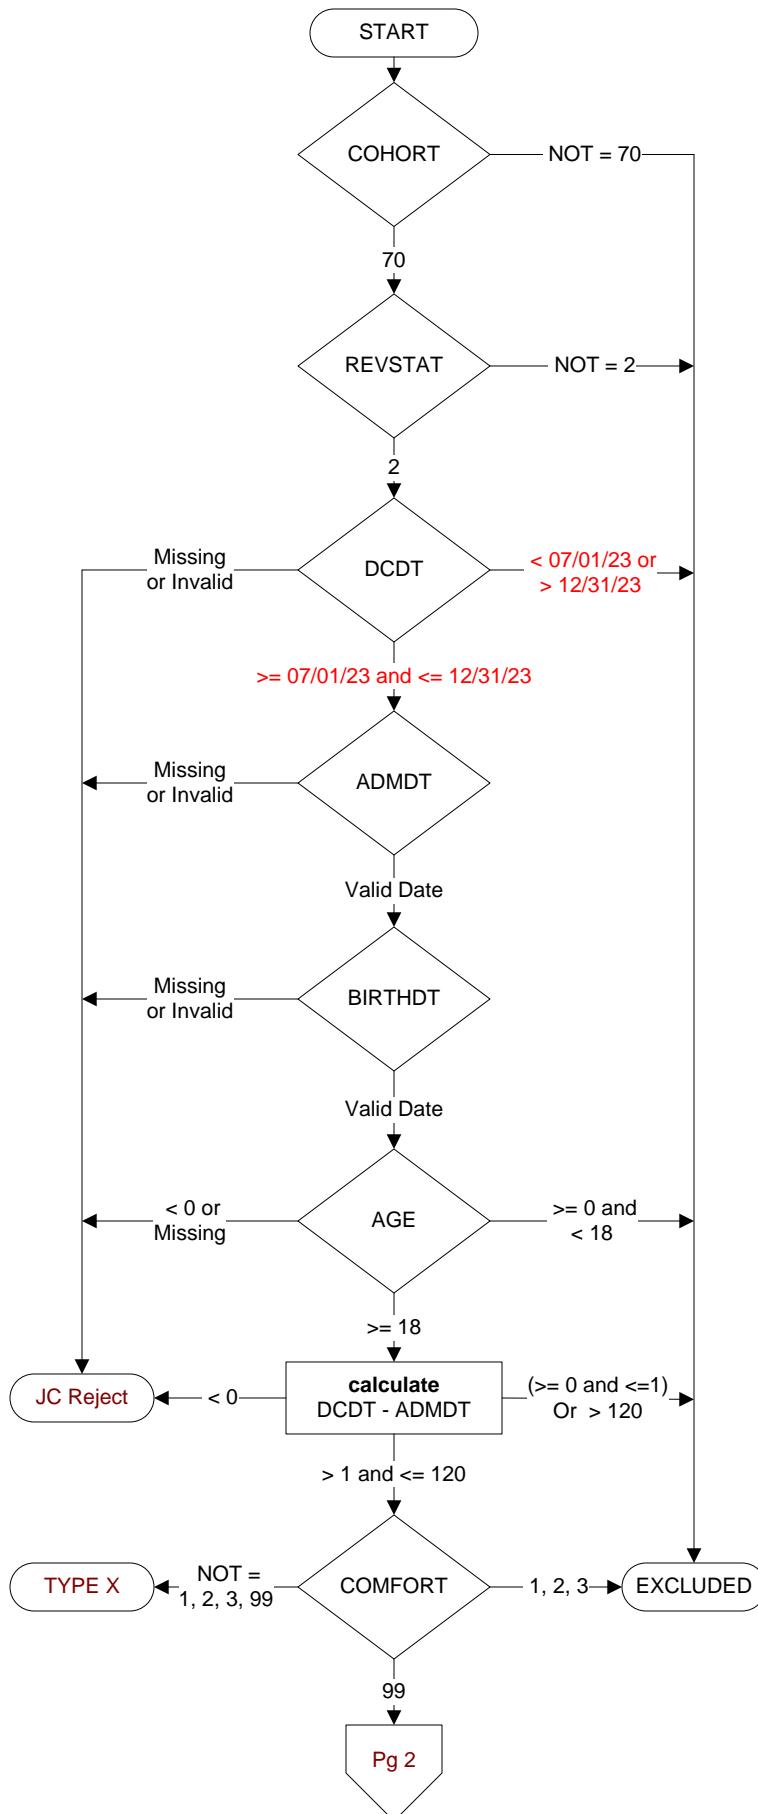 START
COHORT
NOT = 70
70
REVSTAT
NOT = 2
2
Missing
or Invalid
DCDT
< 07/01/23 or
> 12/31/23
>= 07/01/23 and <= 12/31/23
Missing
or Invalid
ADMDT
Valid Date
Missing
or Invalid
BIRTHDT
Valid Date
< 0 or
Missing
AGE
>= 0 and
< 18
>= 18
JC Reject
< 0
calculate
DCDT - ADMDT
(>= 0 and <=1)
Or > 120
> 1 and <= 120
TYPE X
NOT =
1, 2, 3, 99
COMFORT
1, 2, 3
EXCLUDED
99
Pg 2